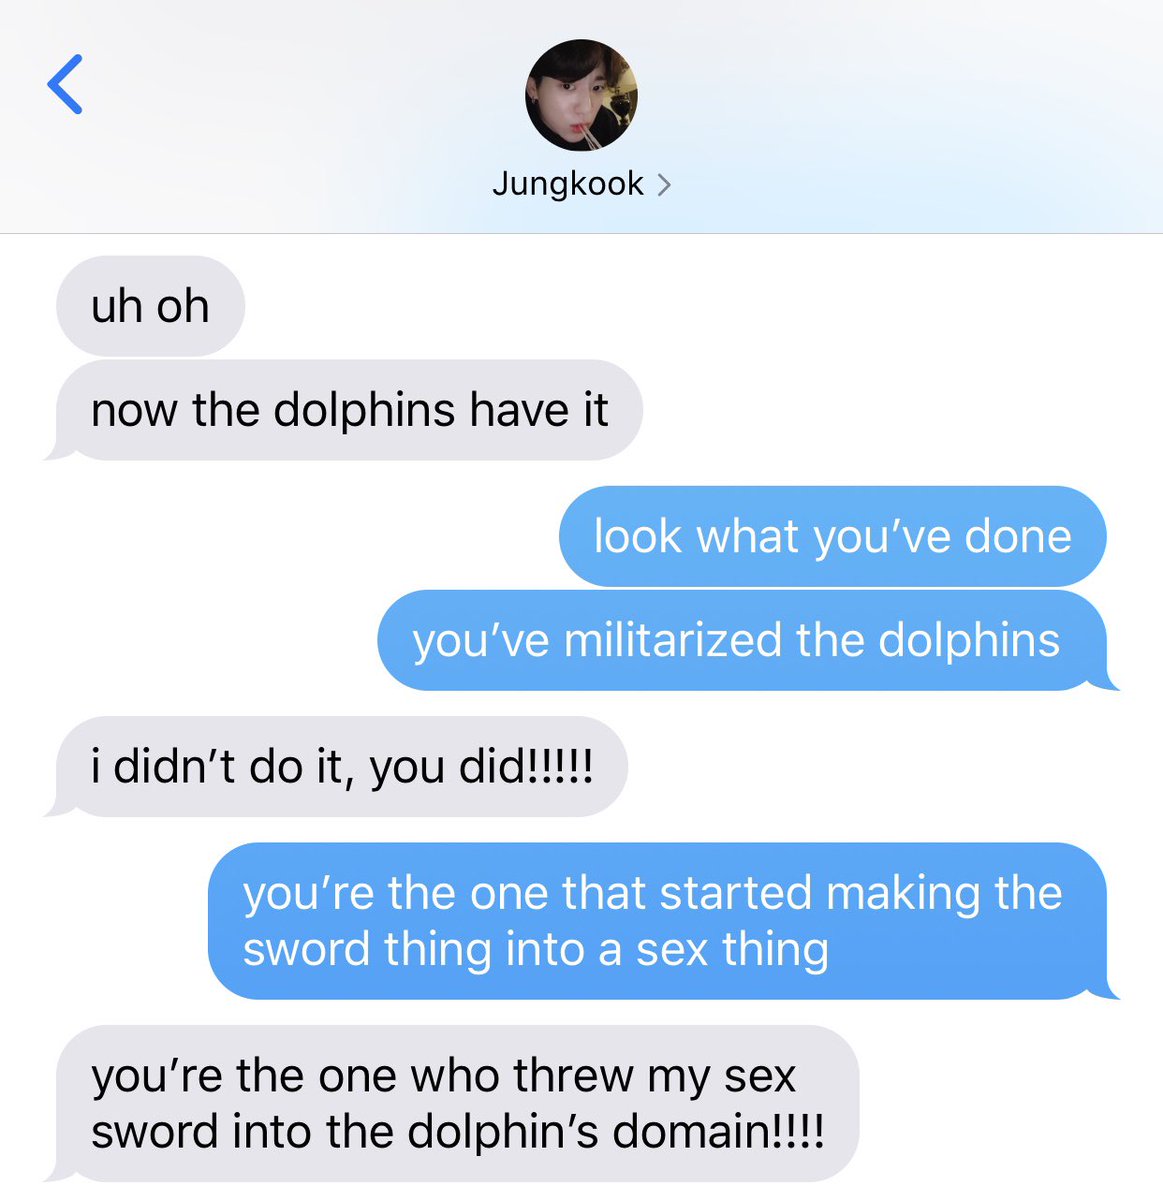 Jungkook
uh oh
now the dolphins have it
look what you’ve done
you’ve militarized the dolphins
i didn’t do it, you did!!!!!
you’re the one that started making the
sword thing into a sex thing
you’re the one who threw my sex
sword into the dolphin’s domain!!!!